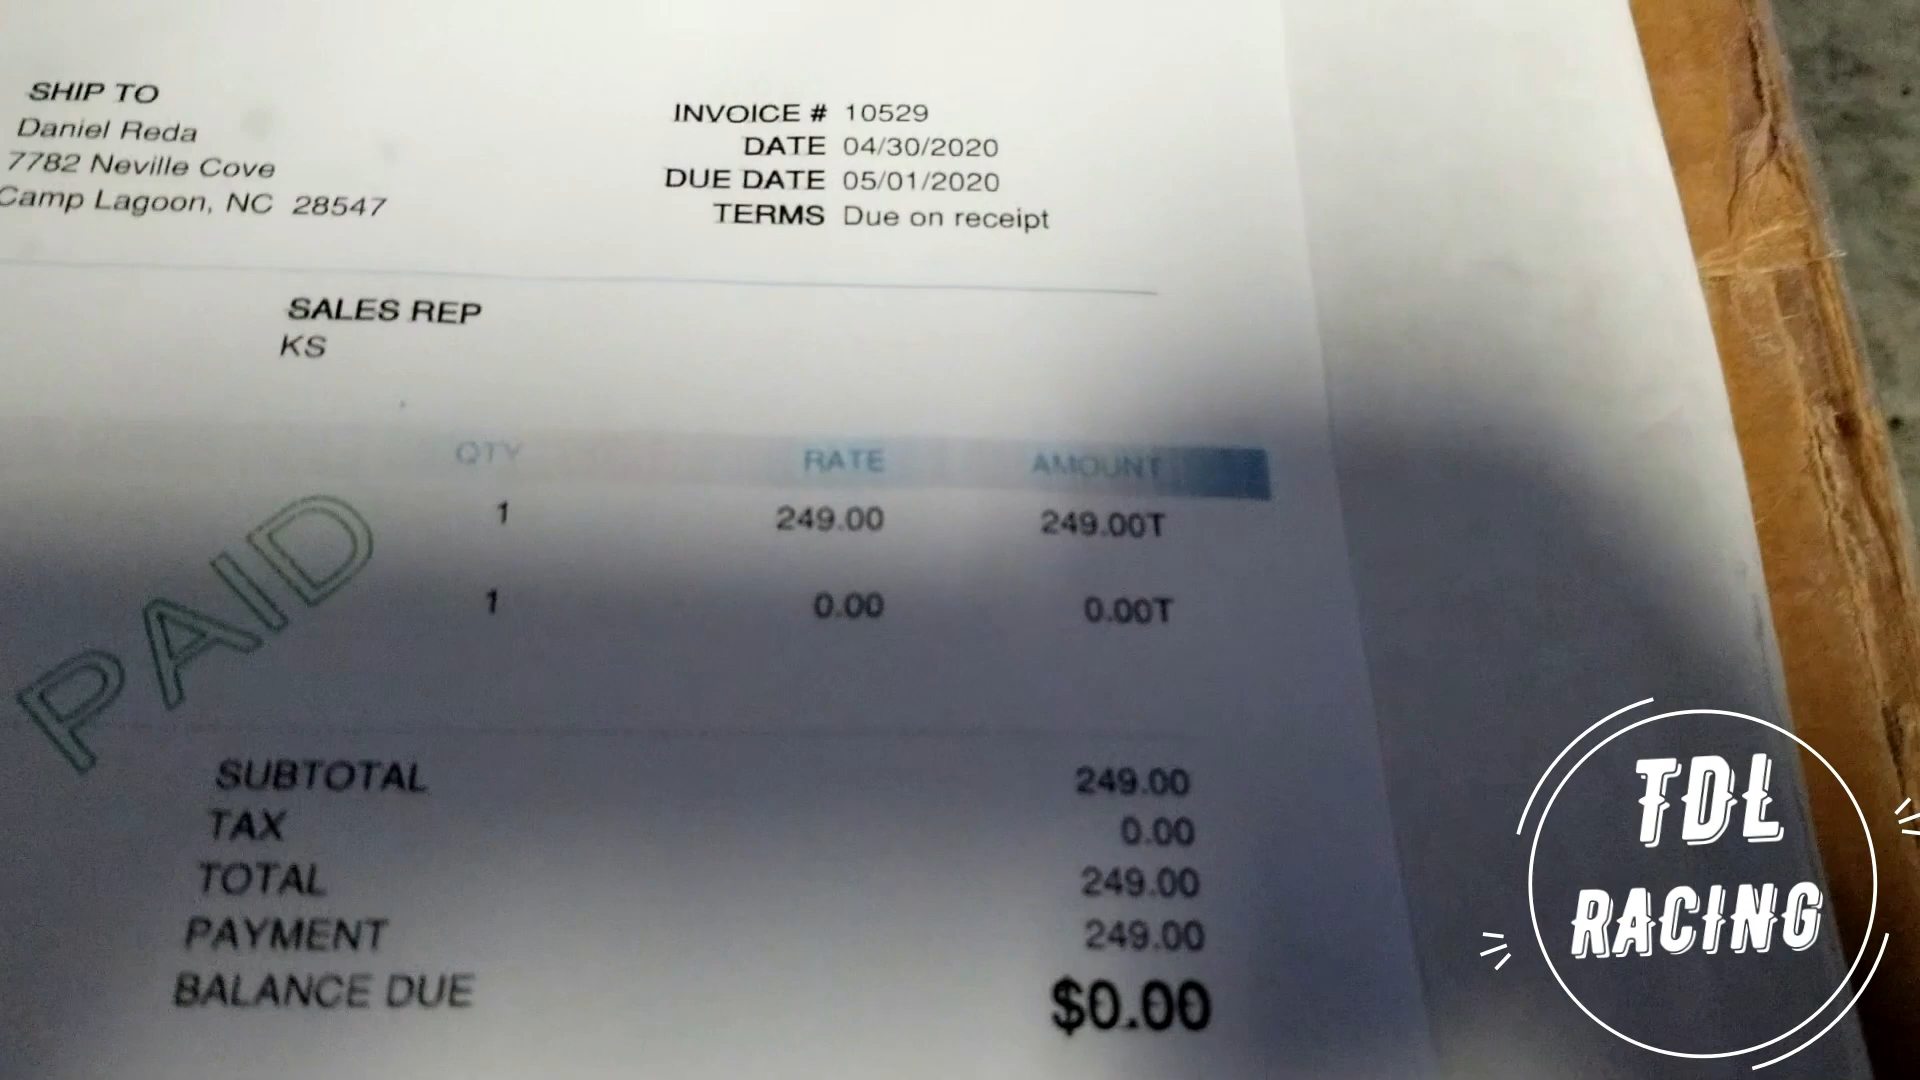 SHIP TO
Daniel Reda
7782 Neville Cove
Camp Lagoon, NC 28547
INVOICE # 10529
DATE 04/30/2020
DUE DATE 05/01/2020
TERMS Due on receipt
SALES REP
KS
QTY RATE AMOUNT
1 249.00 249.00T
1 0.00 0.00T
PAID
SUBTOTAL 249.00
TAX 0.00
TOTAL 249.00
PAYMENT 249.00
BALANCE DUE $0.00
TDL
RACING